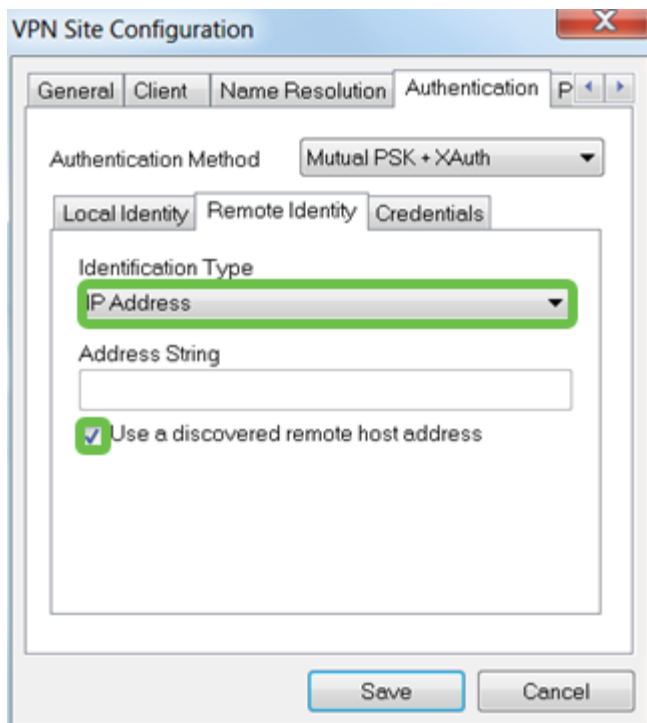 VPN Site Configuration
General Client Name Resolution Authentication P
Authentication Method Mutual PSK + XAuth
Local Identity Remote Identity Credentials
Identification Type
IP Address
Address String
Use a discovered remote host address
Save Cancel